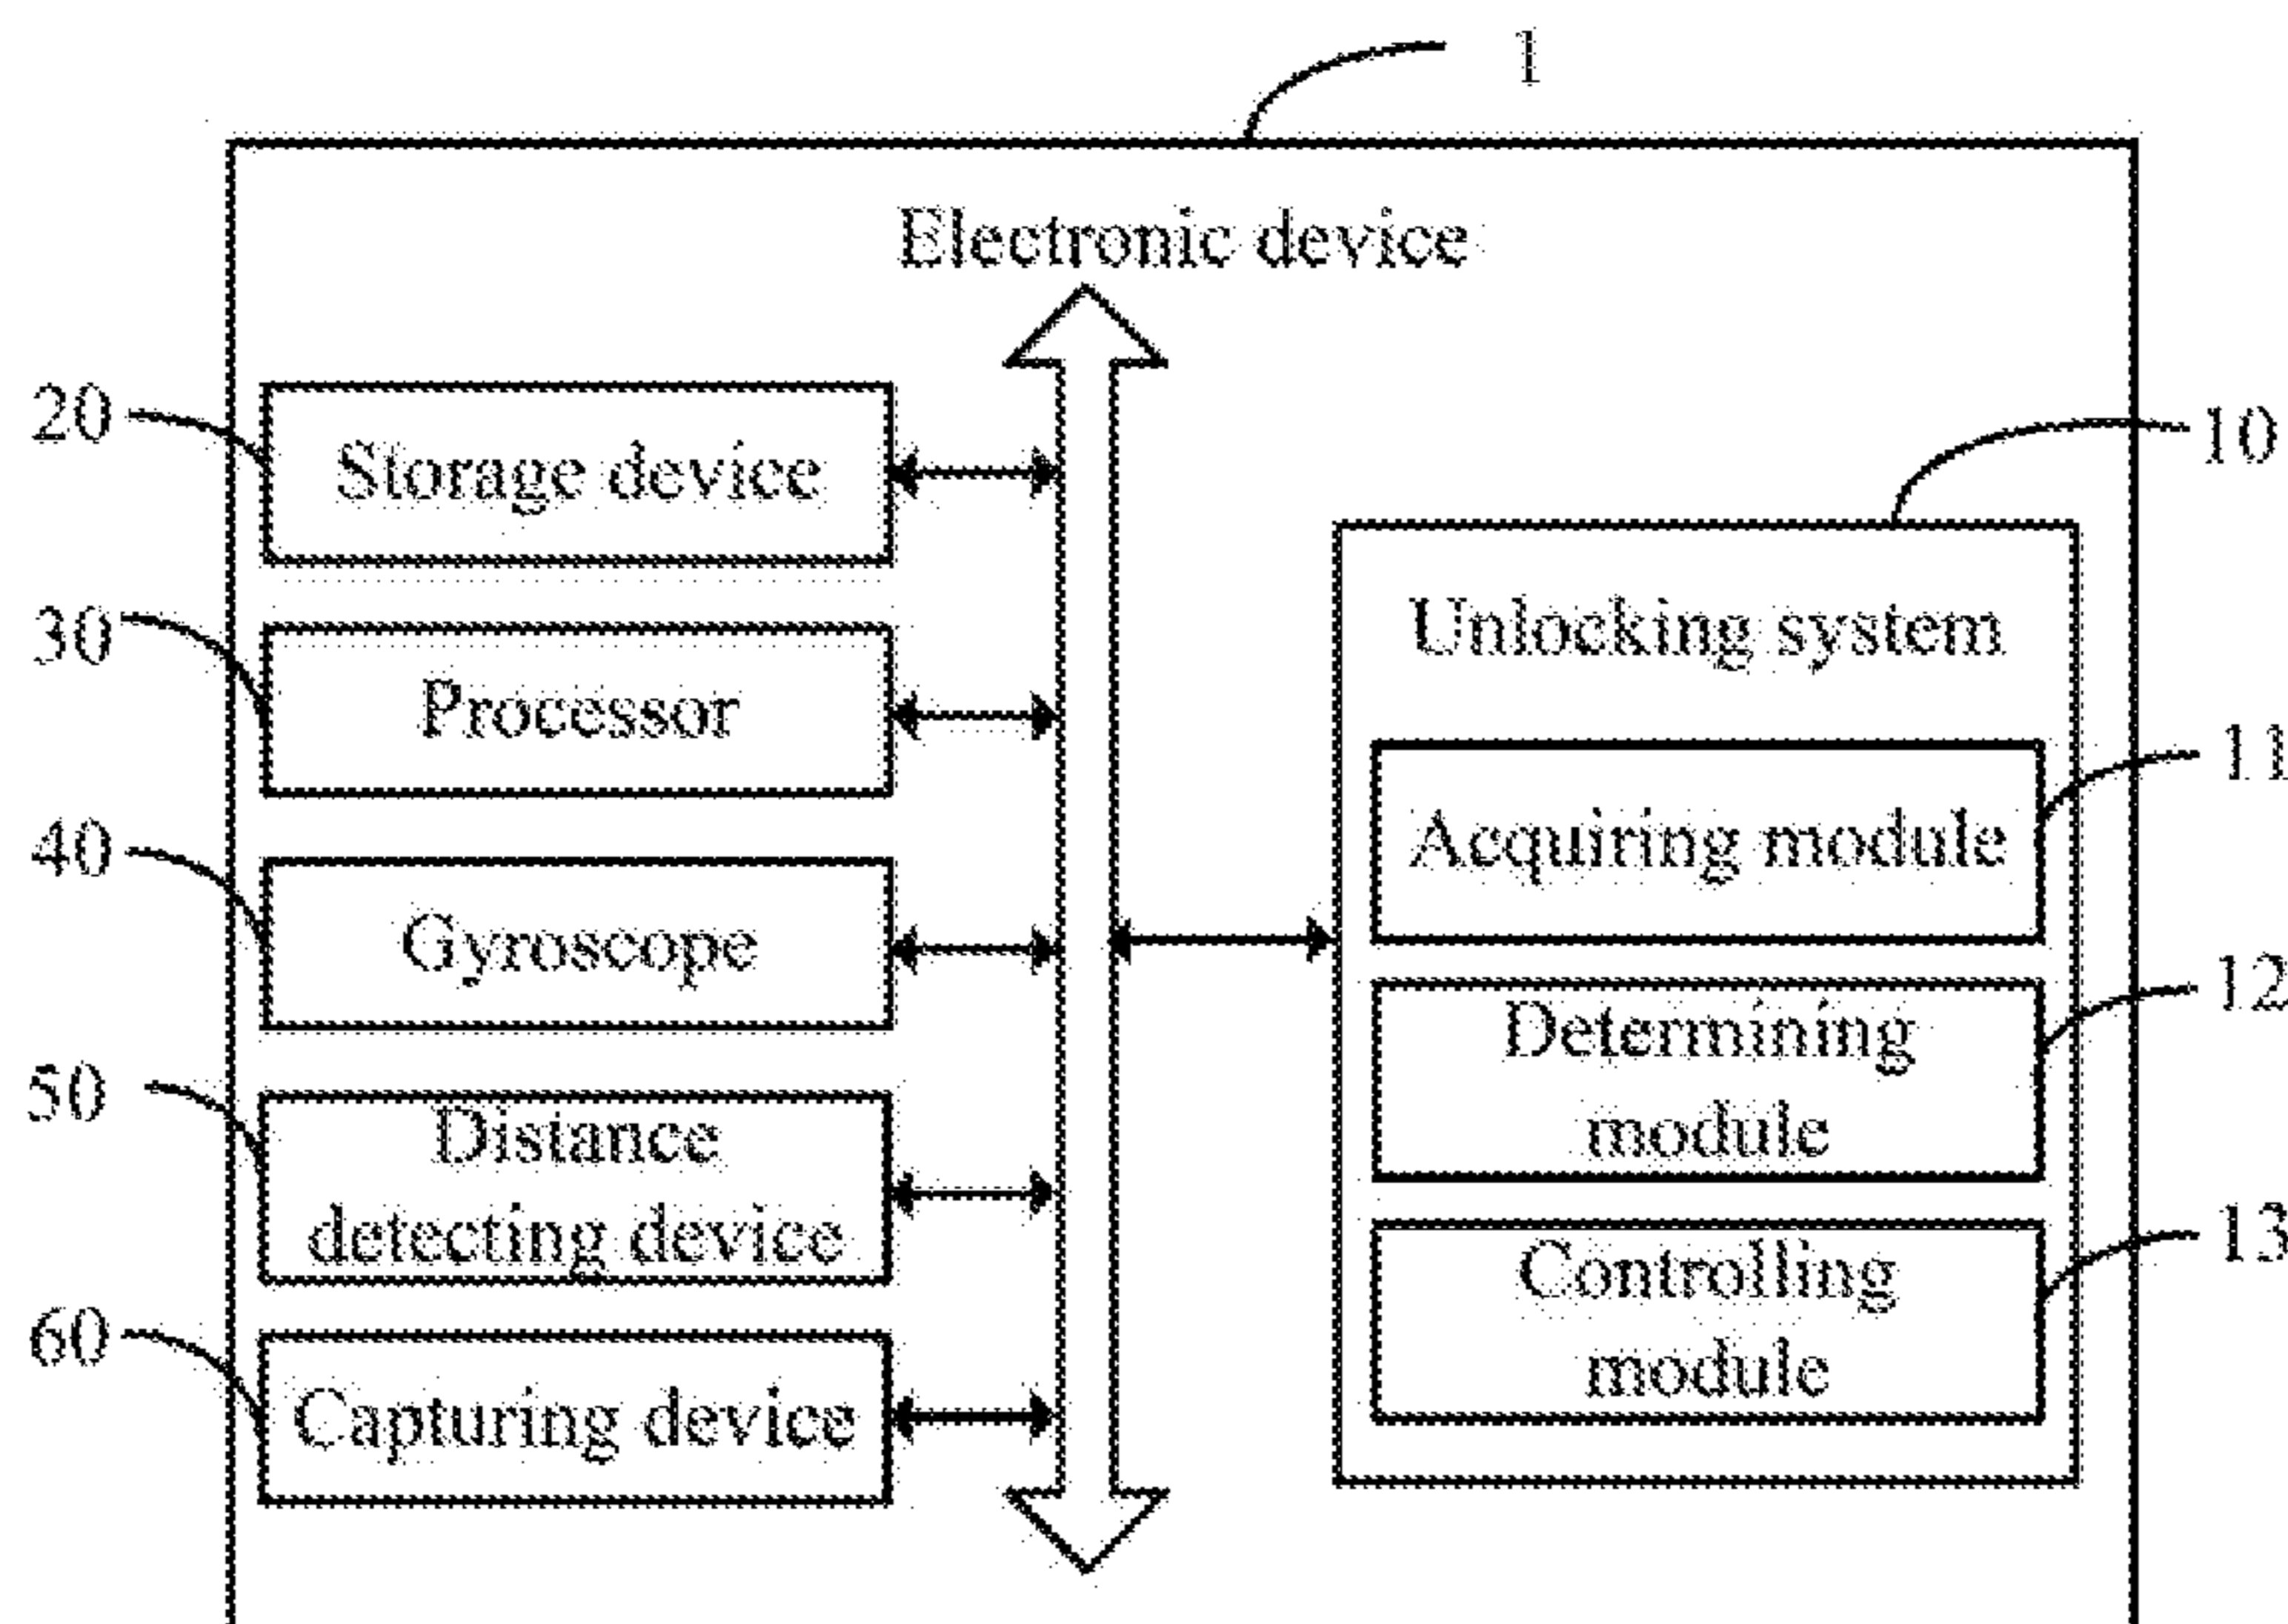 1
Electronic device
20
Storage device
10
30
Unlocking system
Processor
11
40
Acquiring module
Gyroscope
12
Determining
module
50
Distance
detecting device
13
Controlling
module
60
Capturing device